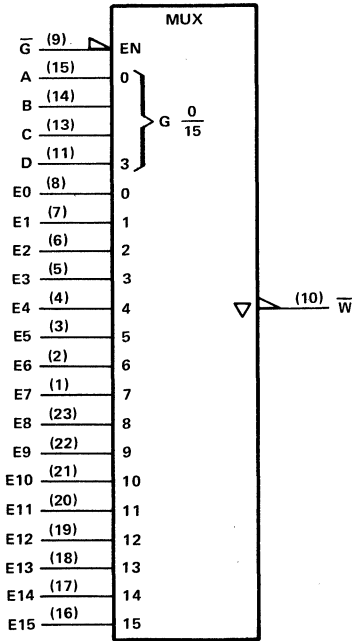 MUX
G̅ (9) EN
A (15) 0
B (14)
C (13)
D (11) 3
G 0/15
E0 (8) 0
E1 (7) 1
E2 (6) 2
E3 (5) 3
E4 (4) 4
(10) W̅
E5 (3) 5
E6 (2) 6
E7 (1) 7
E8 (23) 8
E9 (22) 9
E10 (21) 10
E11 (20) 11
E12 (19) 12
E13 (18) 13
E14 (17) 14
E15 (16) 15